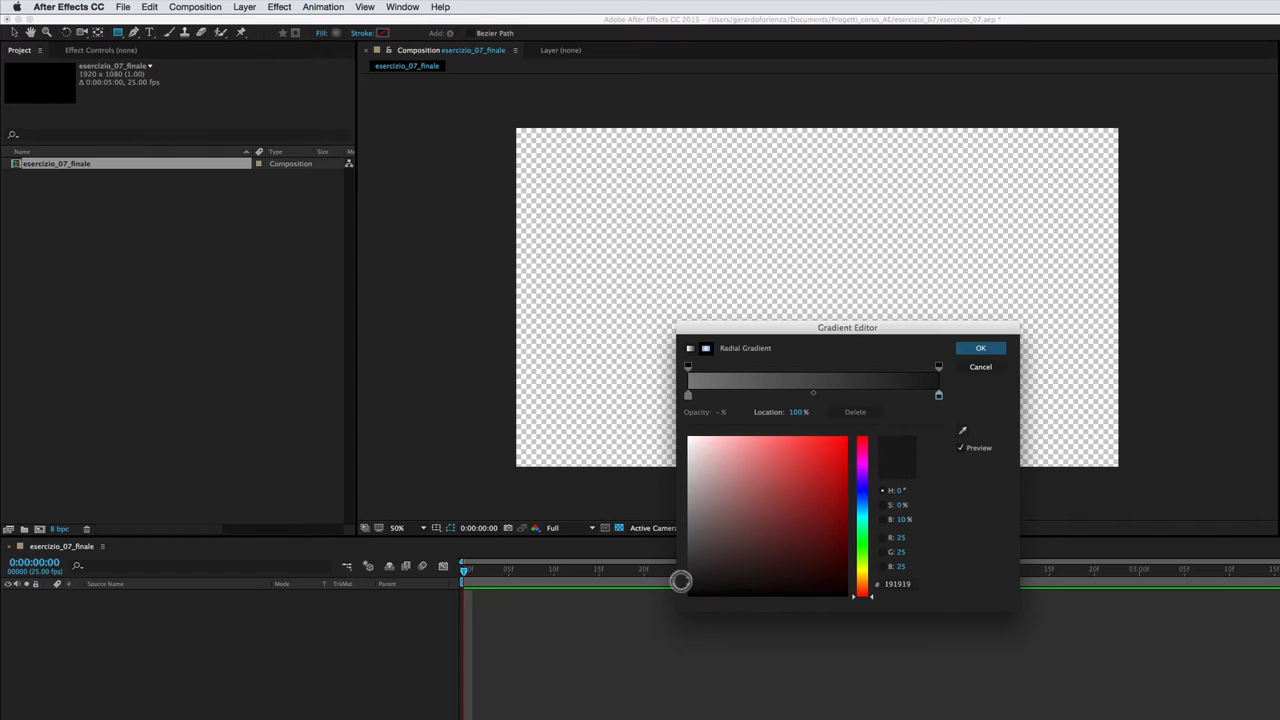 After Effects CC File Edit Composition Layer Effect Animation View Window Help
Adobe After Effects CC 2015 - /Users/gerardoforlenza/Documents/Progetti_corso_AE/esercizio_07/esercizio_07.aep *
Fill: Stroke: Add: Bezier Path
Project Effect Controls (none) Composition esercizio_07_finale Layer (none)
esercizio_07_finale
esercizio_07_finale
1920 x 1080 (1.00)
Δ 0:00:05:00, 25.00 fps
Name Type Size
esercizio_07_finale Composition
Gradient Editor
Radial Gradient OK
Cancel
Opacity: - % Location: 100 % Delete
Preview
H: 0 °
S: 0 %
B: 10 %
R: 25
G: 25
B: 25
# 191919
8 bpc 50% 0:00:00:00 Full Active Camera
esercizio_07_finale
0:00:00:00
00000 (25.00 fps)
Source Name Mode T TrkMat Parent
05f 10f 15f 20f 05f 10f 15f 20f 01:00f 05f 10f 15f